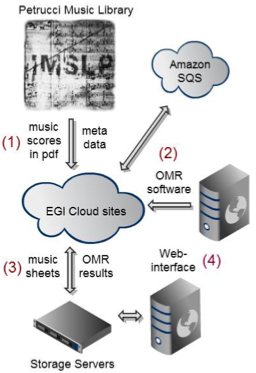 Petrucci Music Library
IMSLP
Amazon
SQS
(1)
music
scores
in pdf
meta
data
(2)
OMR
software
EGI Cloud sites
(3)
music
sheets
OMR
results
Web-
interface
(4)
Storage Servers